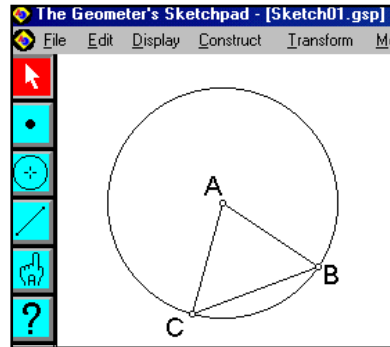 The Geometer's Sketchpad - [Sketch01.gsp]
File Edit Display Construct Transform
A
B
C
A
?